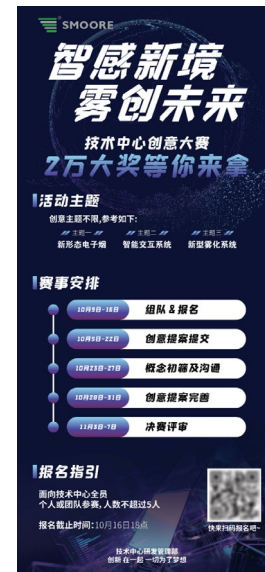 SMOORE
智感新境
雾创未来
技术中心创意大赛
2万大奖等你来拿
活动主题
创意主题不限,参考如下:
主题一 主题二 主题三
新形态电子烟 智能交互系统 新型雾化系统
赛事安排
10月9日-16日 组队&报名
10月9日-22日 创意提案提交
10月23日-27日 概念初筛及沟通
10月28日-31日 创意提案完善
11月3日-7日 决赛评审
报名指引
面向技术中心全员
个人或团队参赛,人数不超过5人
报名截止时间:10月16日18点
快来扫码报名吧~
技术中心研发管理部
创新在一起 一切为了梦想